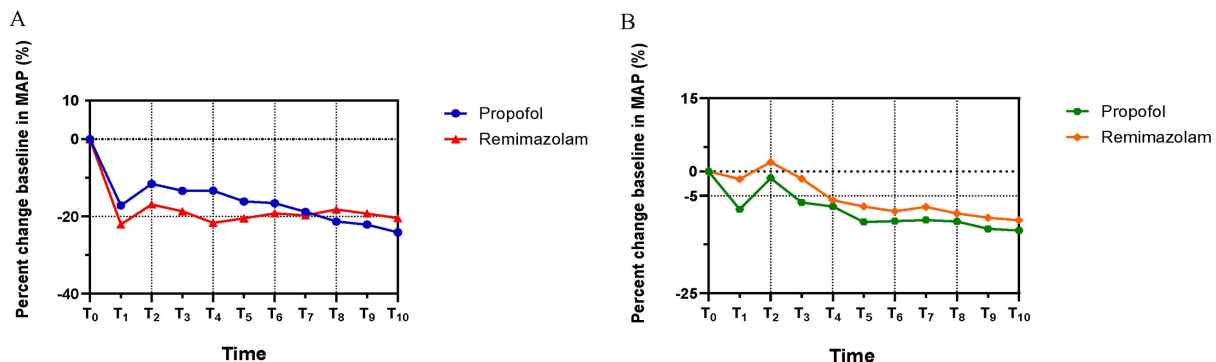 A
Percent change baseline in MAP (%)
10
0
-20
-40
T0 T1 T2 T3 T4 T5 T6 T7 T8 T9 T10
Time
Propofol
Remimazolam
B
Percent change baseline in MAP (%)
15
0
-5
-25
T0 T1 T2 T3 T4 T5 T6 T7 T8 T9 T10
Time
Propofol
Remimazolam